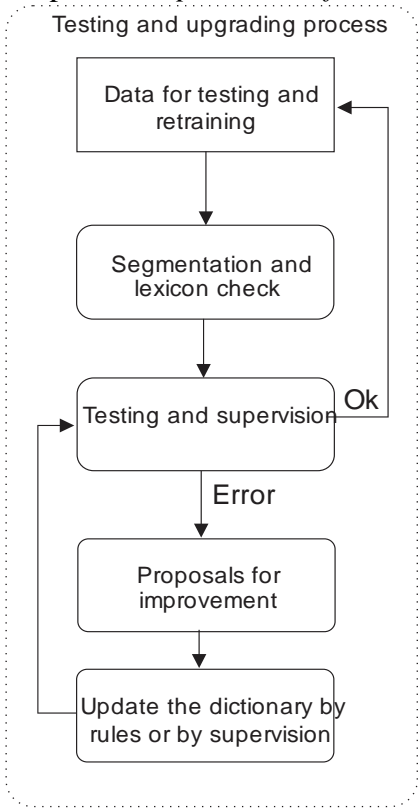 Testing and upgrading process
Data for testing and
retraining
Segmentation and
lexicon check
Testing and supervision
Ok
Error
Proposals for
improvement
Update the dictionary by
rules or by supervision